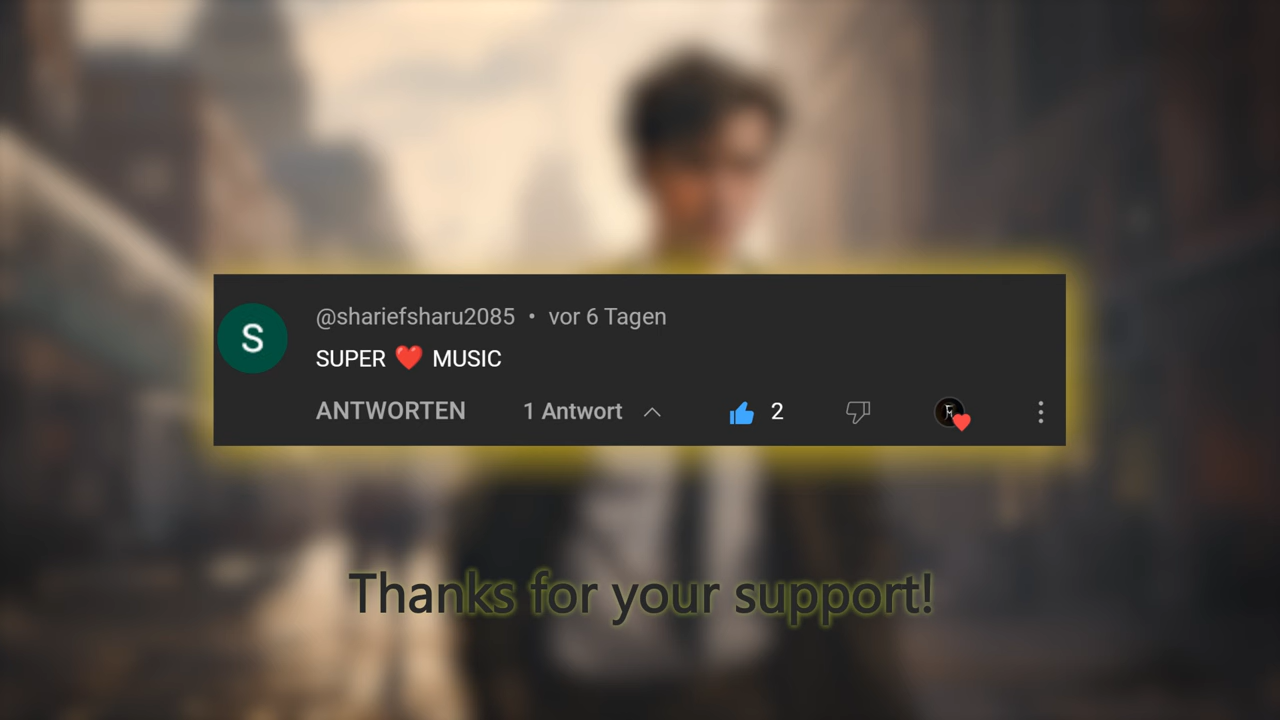 S
@shariefsharu2085 • vor 6 Tagen
SUPER ❤️ MUSIC
ANTWORTEN 1 Antwort 2
Thanks for your support!